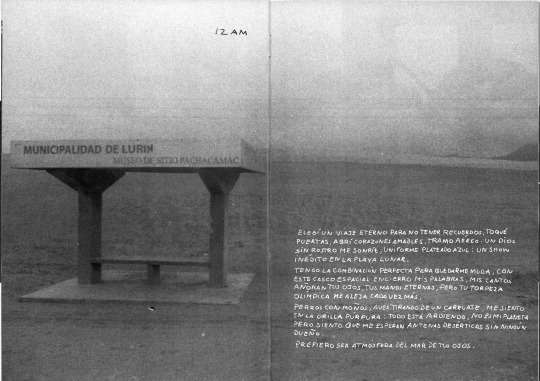 12 AM
MUNICIPALIDAD DE LURIN
MUSEO DE SITIO PACHACAMAC
ELEGÍ UN VIAJE ETERNO PARA NO TENER RECUERDOS, TOQUÉ
PUERTAS, ABRÍ CORAZONES AMABLES, TRAMO AEREO. UN DIOS
SIN ROSTRO ME SONRÍE, UNIFORME PLATEADO AZUL: UN SHOW
INÉDITO EN LA PLAYA LUNAR.
TENGO LA COMBINACIÓN PERFECTA PARA QUEDARME MUDA, CON
ESTE CASCO ESPACIAL ENCIERRO MIS PALABRAS, MIS CANTOS
AÑORAN TUS OJOS, TUS MANOS ETERNAS, PERO TU TORPEZA
OLIMPICA ME ALEJA CADA VEZ MÁS.
PERROS CON MOÑOS, AVES TIRANDO DE UN CARRUAJE, ME SIENTO
EN LA ORILLA PÚRPURA: TODO ESTÁ ARDIENDO, NO ES MI PLANETA
PERO SIENTO QUE ME ESPERAN ANTENAS DESÉRTICAS SIN NINGÚN
DUEÑO.
PREFIERO SER ATMÓSFERA DEL MAR DE TUS OJOS.